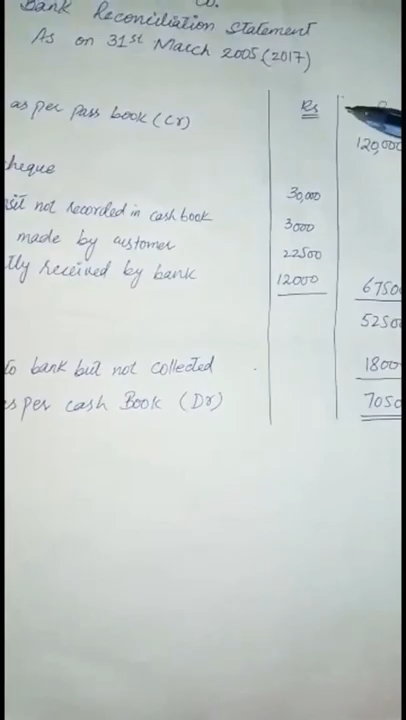 Co.
Bank Reconciliation Statement
As on 31st March 2005 (2017)
Rs
as per pass book (Cr)
120,000
cheque
30,000
sit not recorded in cash book 3000
made by customer 22500
tly received by bank 12000 6750
5250
to bank but not collected 1800
as per cash Book (Dr) 7050